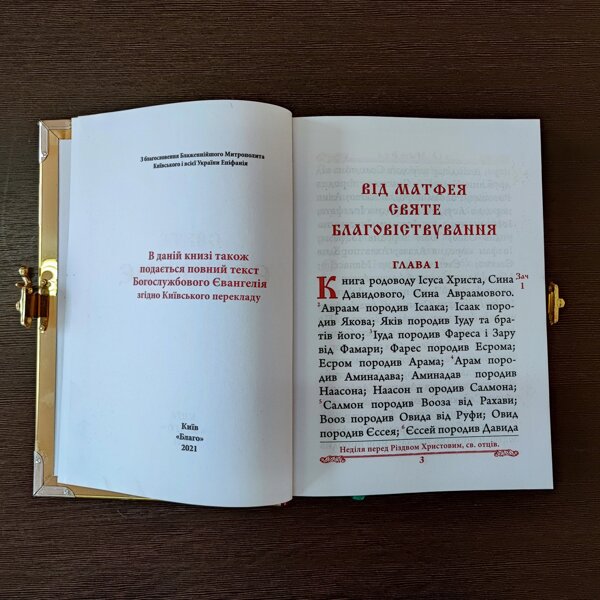 З благословення Блаженнійшого Митрополита
Київського і всієї України Епіфанія
В даній книзі також
подається повний текст
Богослужбового Євангелія
згідно Київського перекладу
Київ
«Благо»
2021
ВІД МАТФЕЯ
СВЯТЕ
БЛАГОВІСТВУВАННЯ
ГЛАВА 1
Книга родоводу Ісуса Христа, Сина
Зач
1
Давидового, Сина Авраамового.
²Авраам породив Ісаака; Ісаак поро-
див Якова; Яків породив Іуду та бра-
тів його; ³Іуда породив Фареса і Зару
від Фамари; Фарес породив Есрома;
Есром породив Арама; ⁴Арам поро-
див Аминадава; Аминадав породив
Наасона; Наасон п ородив Салмона;
⁵Салмон породив Вооза від Рахави;
Вооз породив Овида від Руфи; Овид
породив Єссея; ⁶Єссей породив Давида
Неділя перед Різдвом Христовим, св. отців.
3